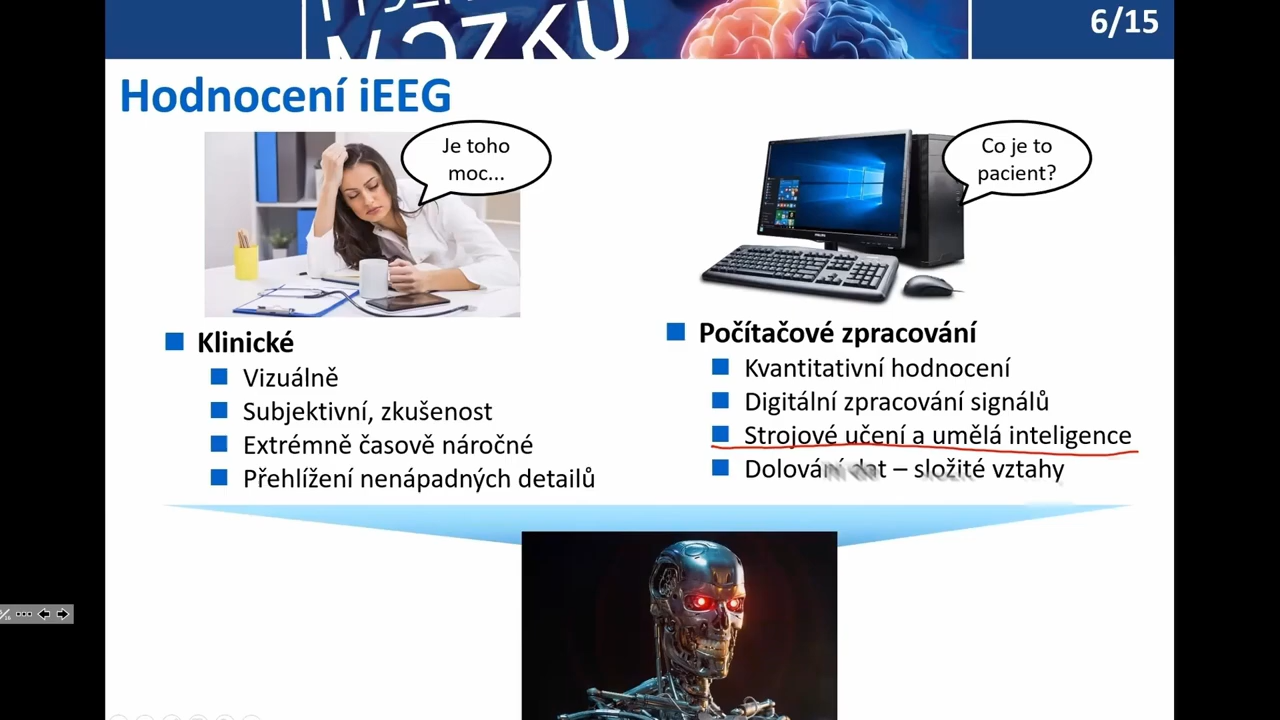 MOZKU
6/15
Hodnocení iEEG
Je toho
moc...
Co je to
pacient?
Klinické
Vizuálně
Subjektivní, zkušenost
Extrémně časově náročné
Přehlížení nenápadných detailů
Počítačové zpracování
Kvantitativní hodnocení
Digitální zpracování signálů
Strojové učení a umělá inteligence
Dolování dat – složité vztahy